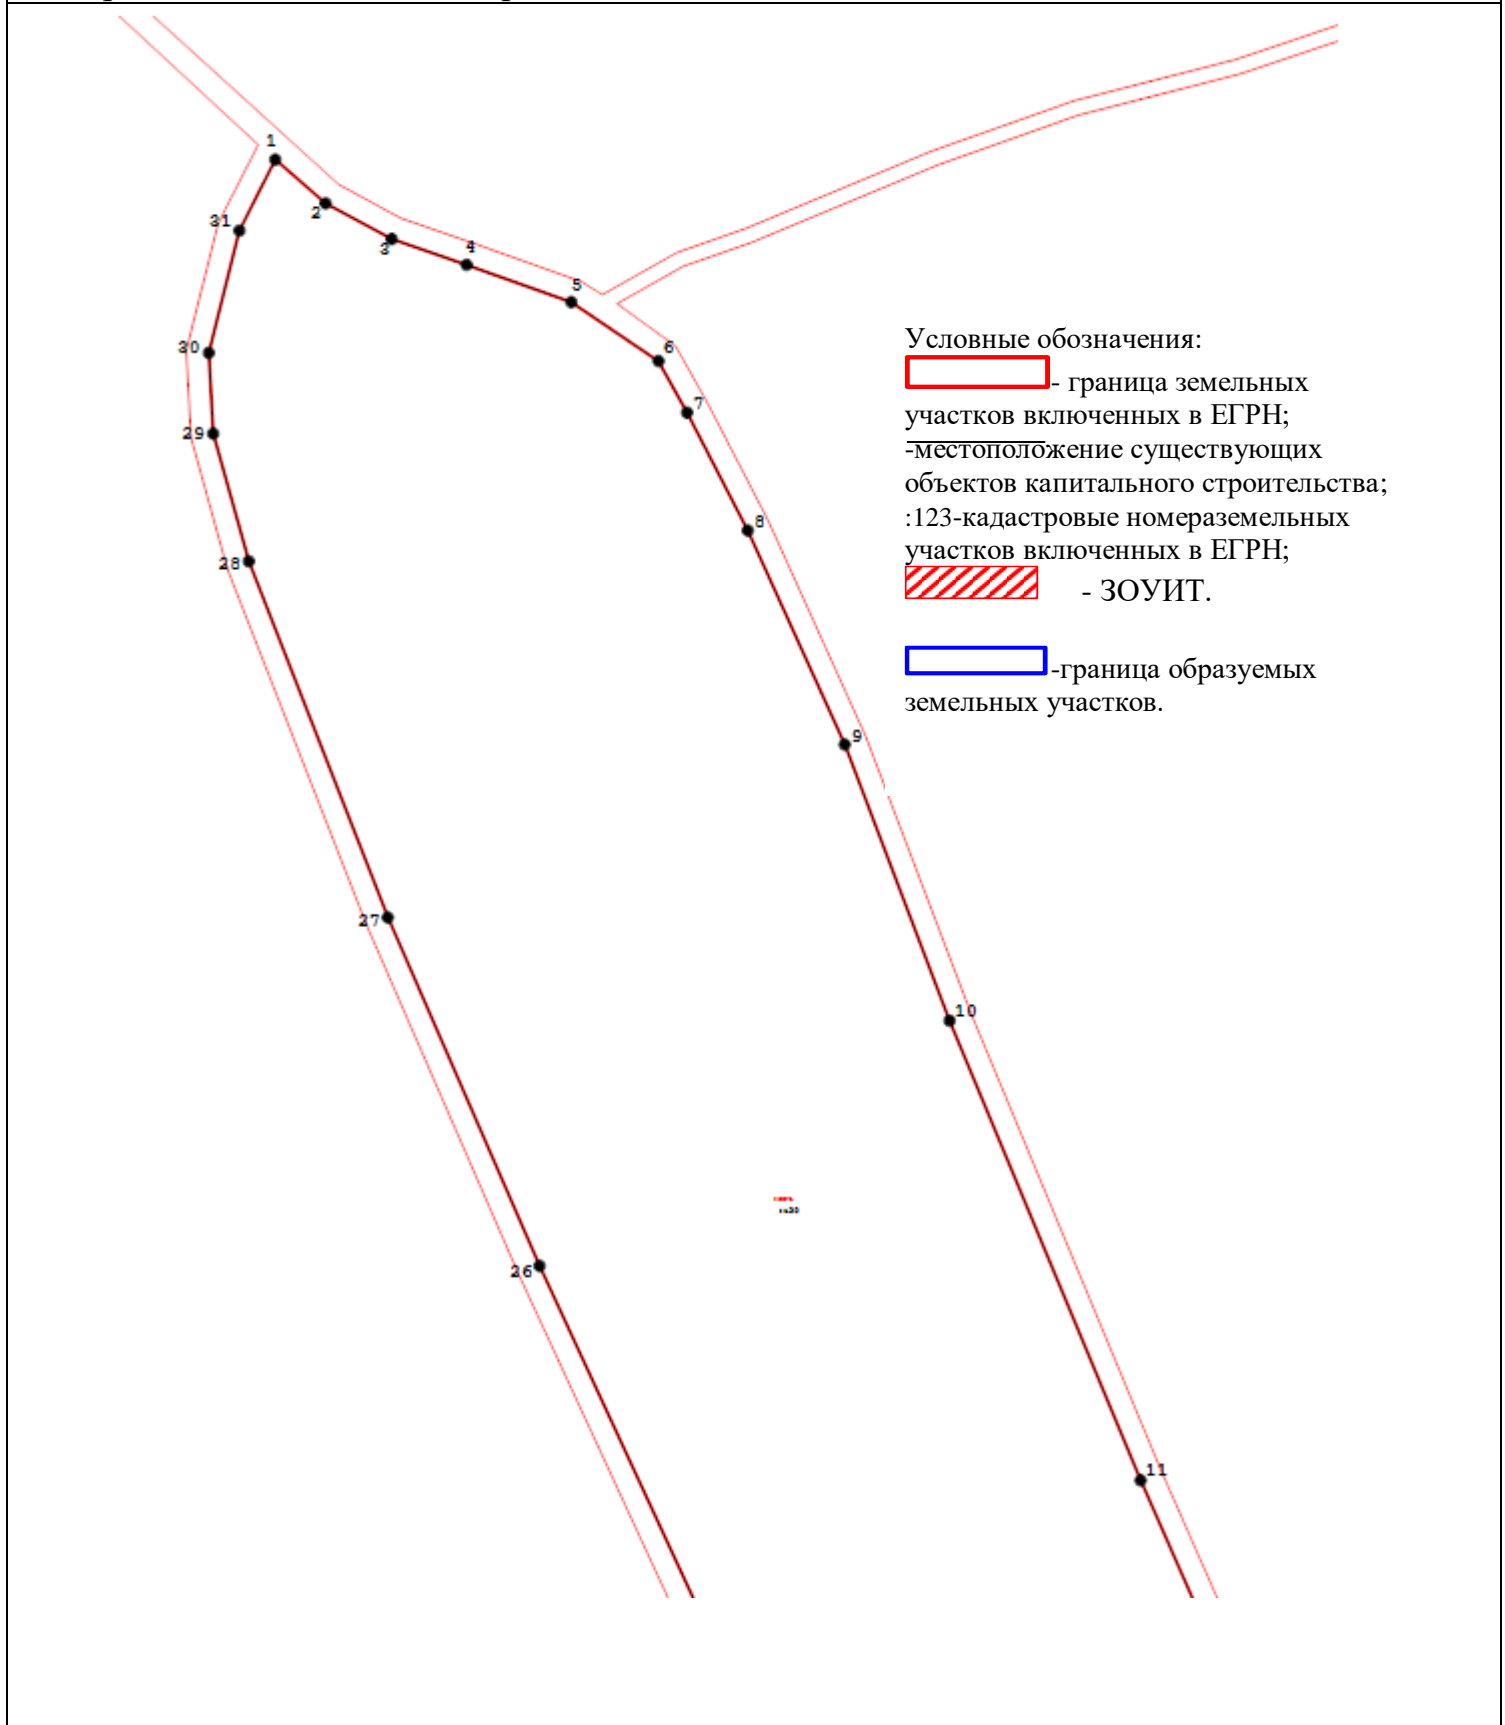 1
2
3
4
5
6
7
8
9
10
11
26
27
28
29
30
31
Условные обозначения:
- граница земельных
участков включенных в ЕГРН;
-местоположение существующих
объектов капитального строительства;
:123-кадастровые номераземельных
участков включенных в ЕГРН;
- ЗОУИТ.
-граница образуемых
земельных участков.